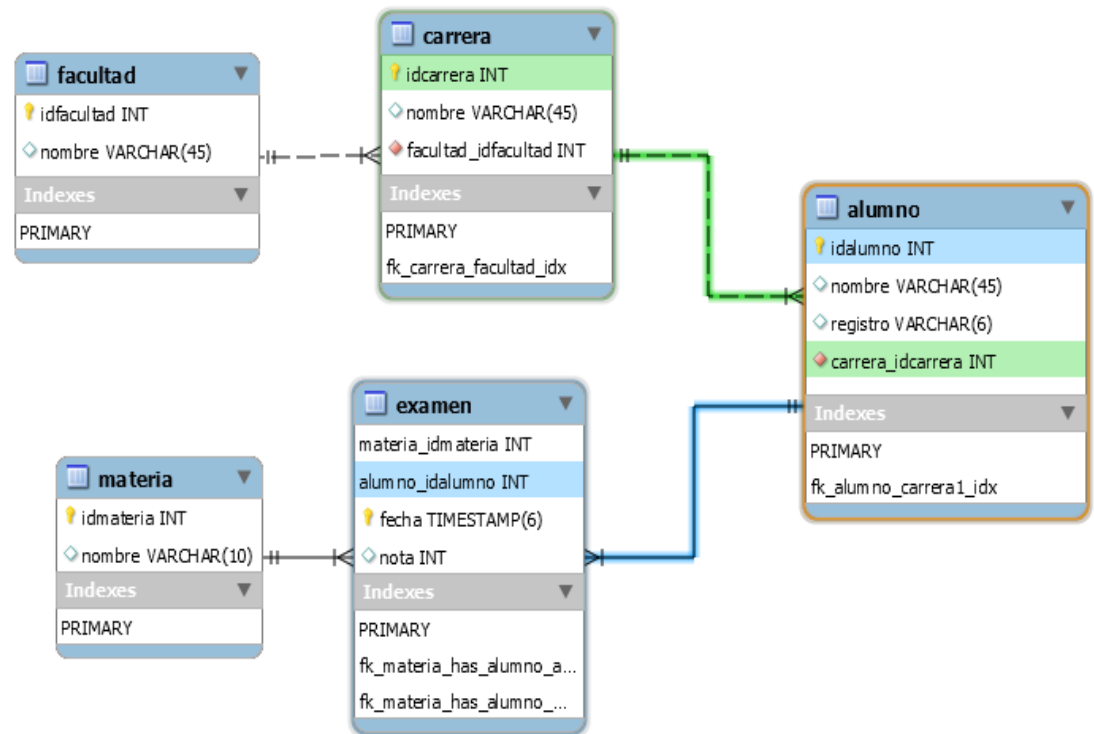 facultad
idfacultad INT
nombre VARCHAR(45)
Indexes
PRIMARY
carrera
idcarrera INT
nombre VARCHAR(45)
facultad_idfacultad INT
Indexes
PRIMARY
fk_carrera_facultad_idx
alumno
idalumno INT
nombre VARCHAR(45)
registro VARCHAR(6)
carrera_idcarrera INT
Indexes
PRIMARY
fk_alumno_carrera1_idx
examen
materia_idmateria INT
alumno_idalumno INT
fecha TIMESTAMP(6)
nota INT
Indexes
PRIMARY
fk_materia_has_alumno_a...
fk_materia_has_alumno_...
materia
idmateria INT
nombre VARCHAR(10)
Indexes
PRIMARY